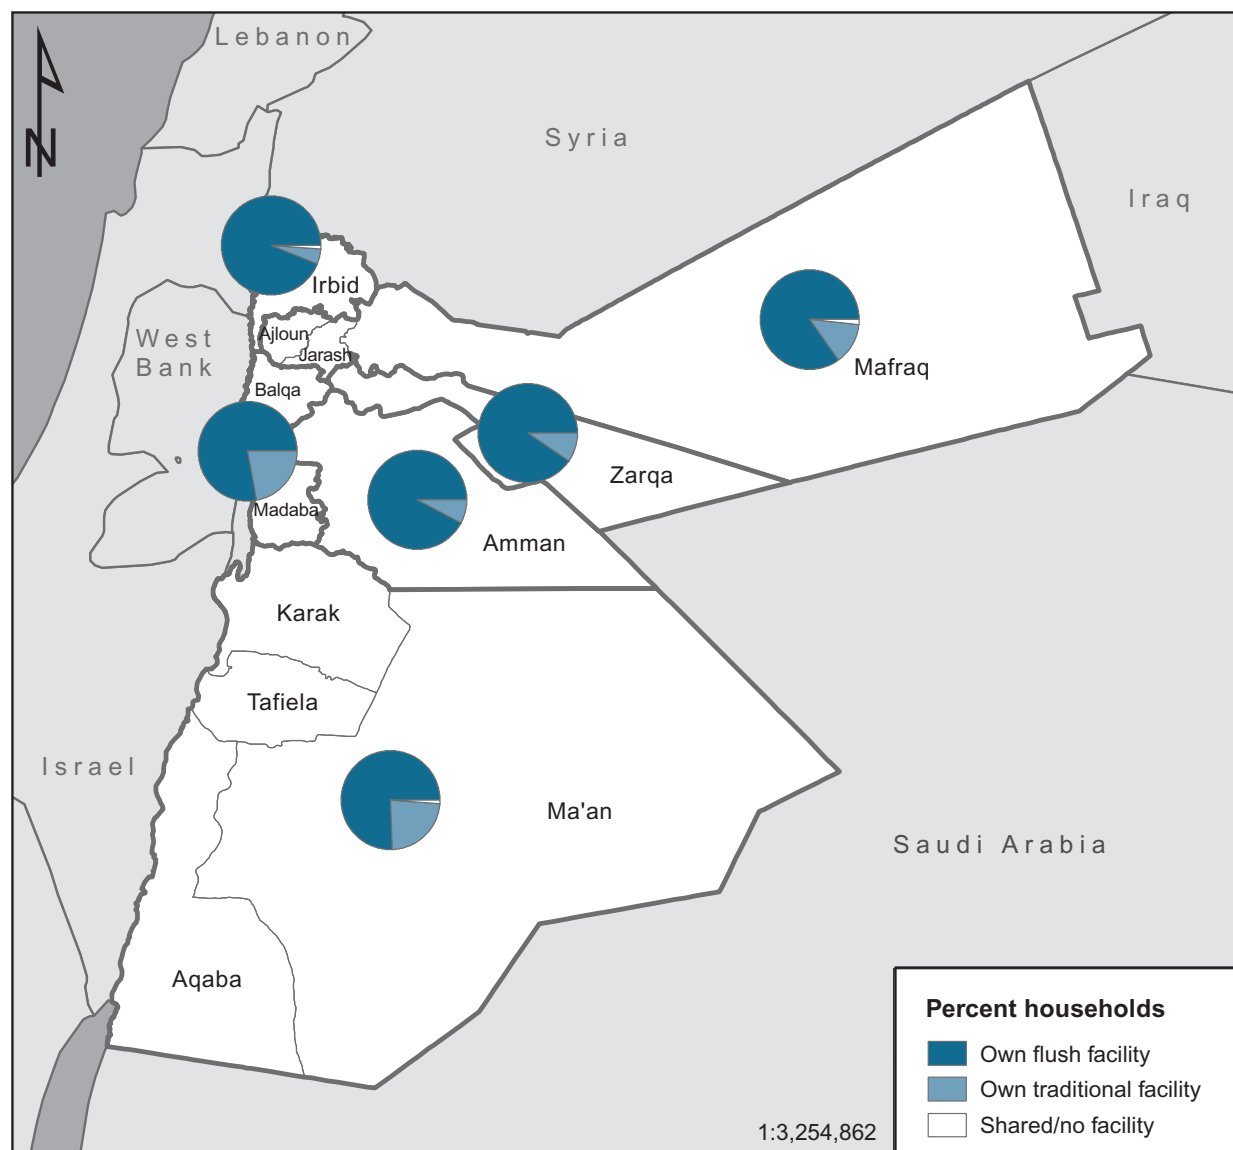 Lebanon
N
Syria
Iraq
Irbid
West
Bank
Ajloun
Jarash
Mafraq
Balqa
Zarqa
Madaba
Amman
Karak
Tafiela
Israel
Ma'an
Saudi Arabia
Aqaba
Percent households
Own flush facility
Own traditional facility
Shared/no facility
1:3,254,862